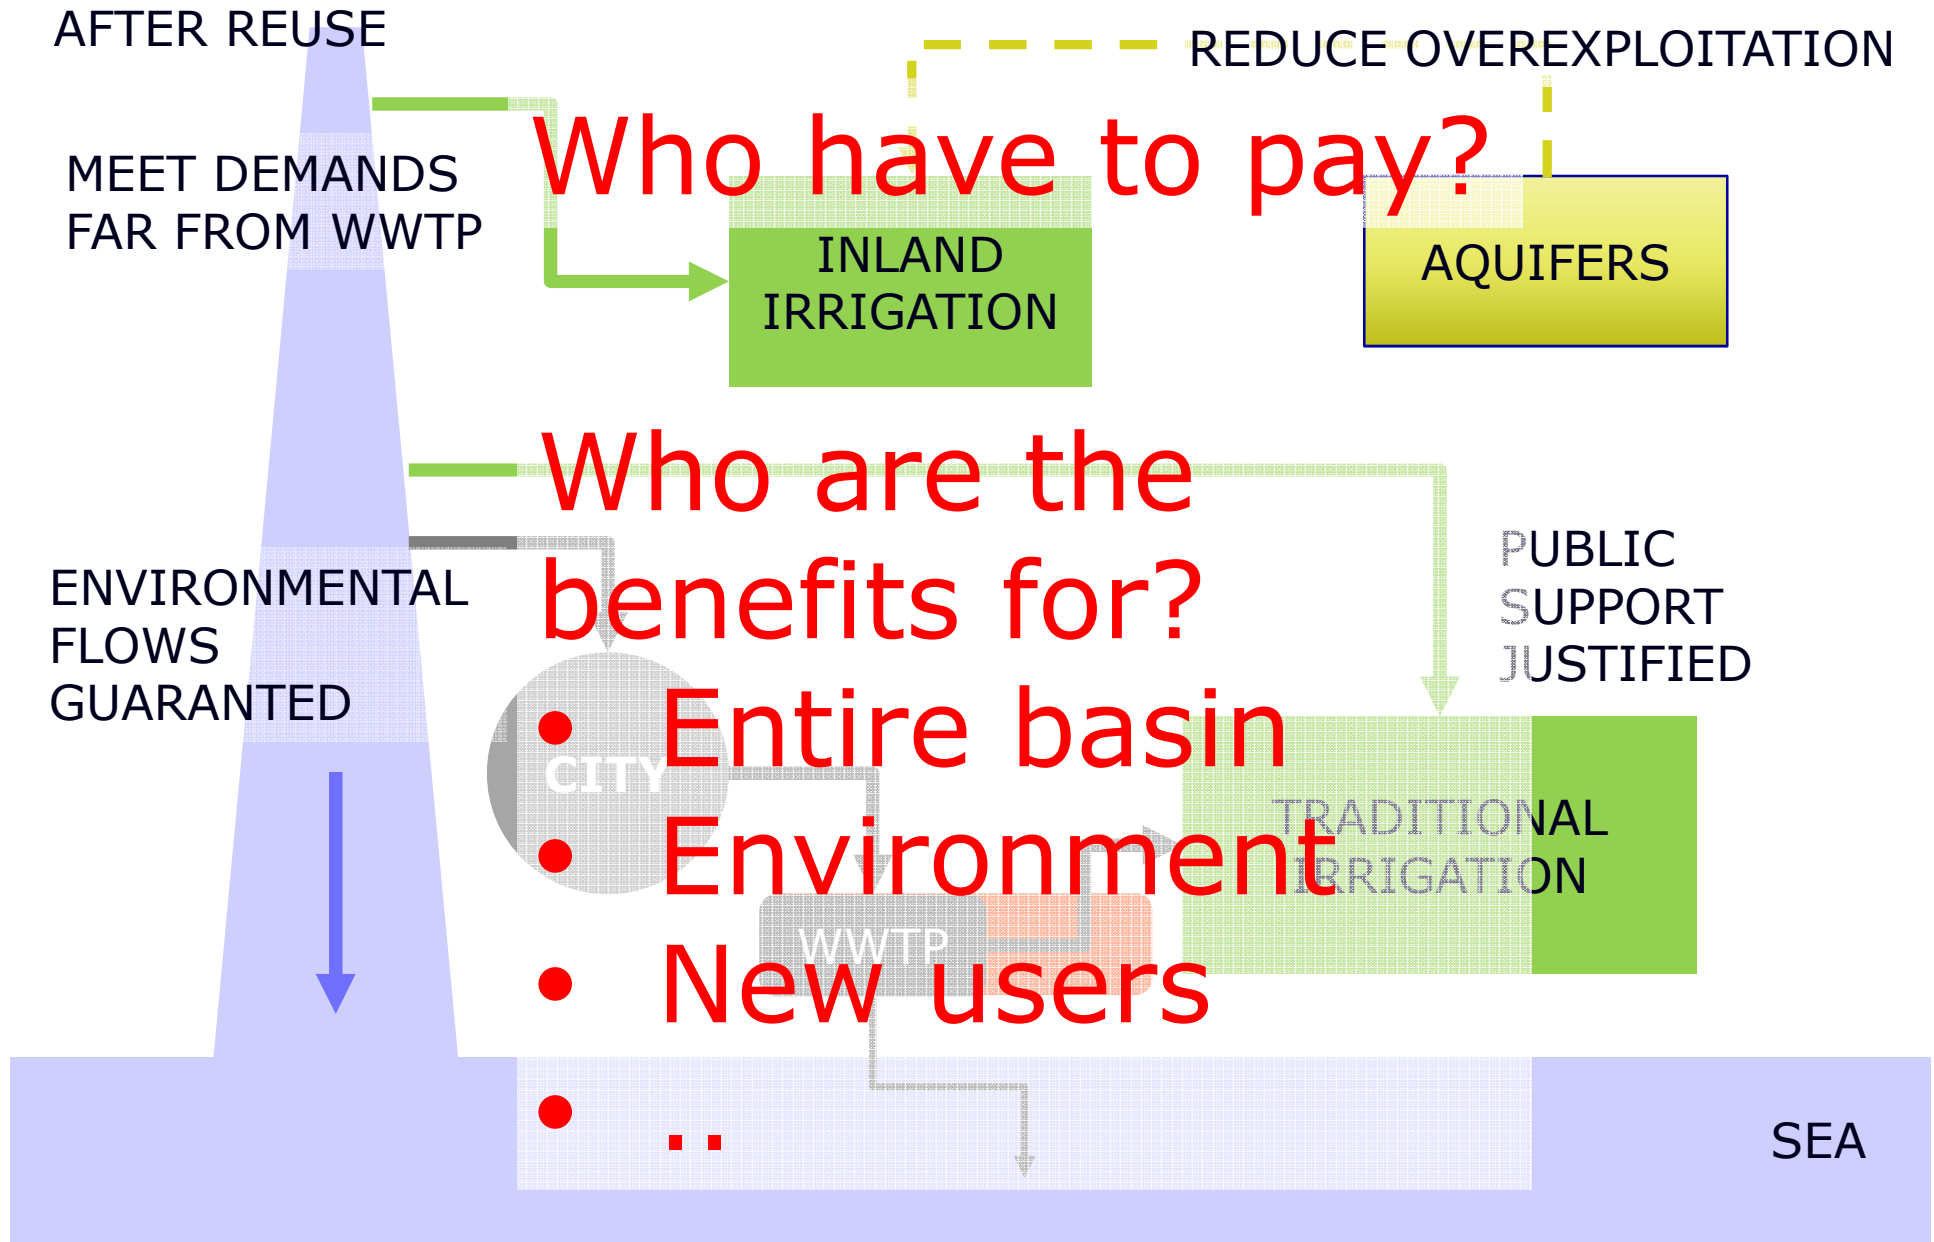 AFTER REUSE
REDUCE OVEREXPLOITATION
Who have to pay?
MEET DEMANDS
FAR FROM WWTP
INLAND
IRRIGATION
AQUIFERS
Who are the
benefits for?
PUBLIC
SUPPORT
JUSTIFIED
ENVIRONMENTAL
FLOWS
GUARANTED
• Entire basin
CITY
• Environment
TRADITIONAL
IRRIGATION
WWTP
• New users
• ..
SEA